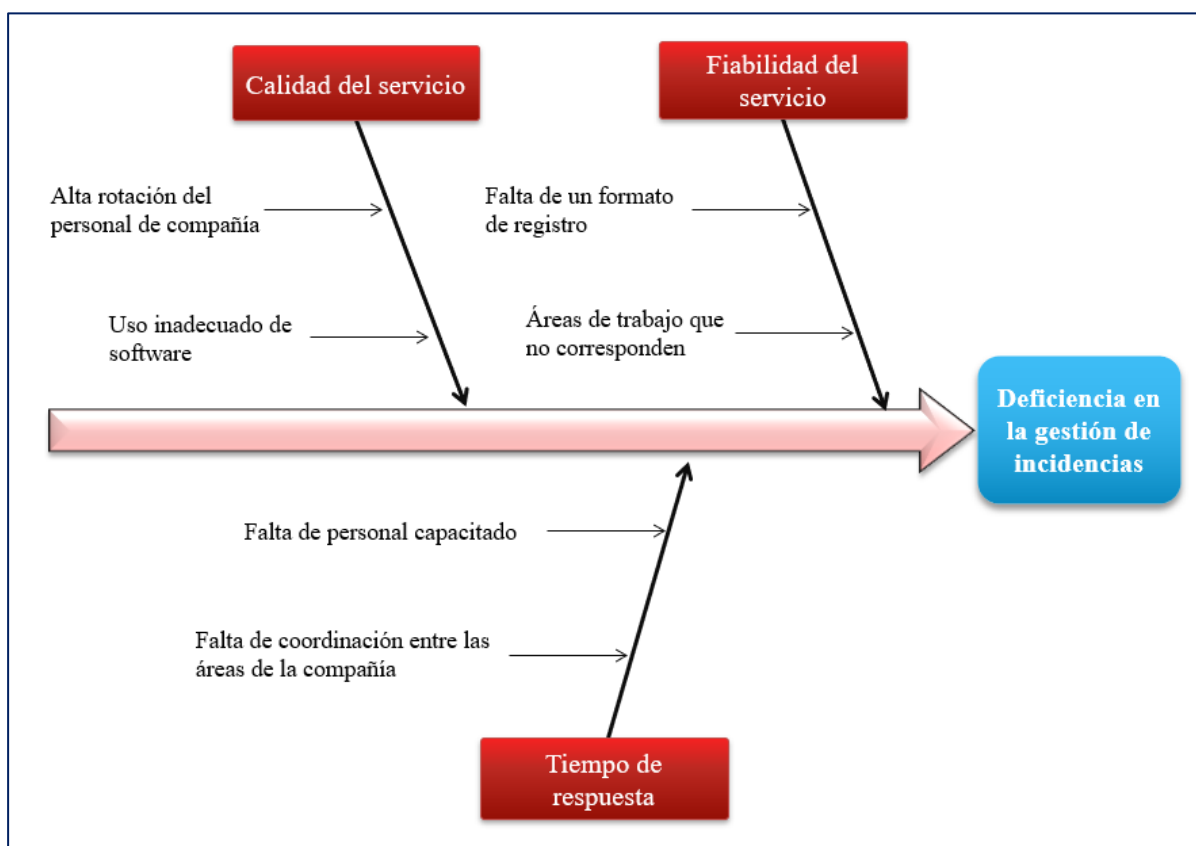 Calidad del servicio
Fiabilidad del
servicio
Alta rotación del
personal de compañía
Falta de un formato
de registro
Uso inadecuado de
software
Áreas de trabajo que
no corresponden
Deficiencia en
la gestión de
incidencias
Falta de personal capacitado
Falta de coordinación entre las
áreas de la compañía
Tiempo de
respuesta